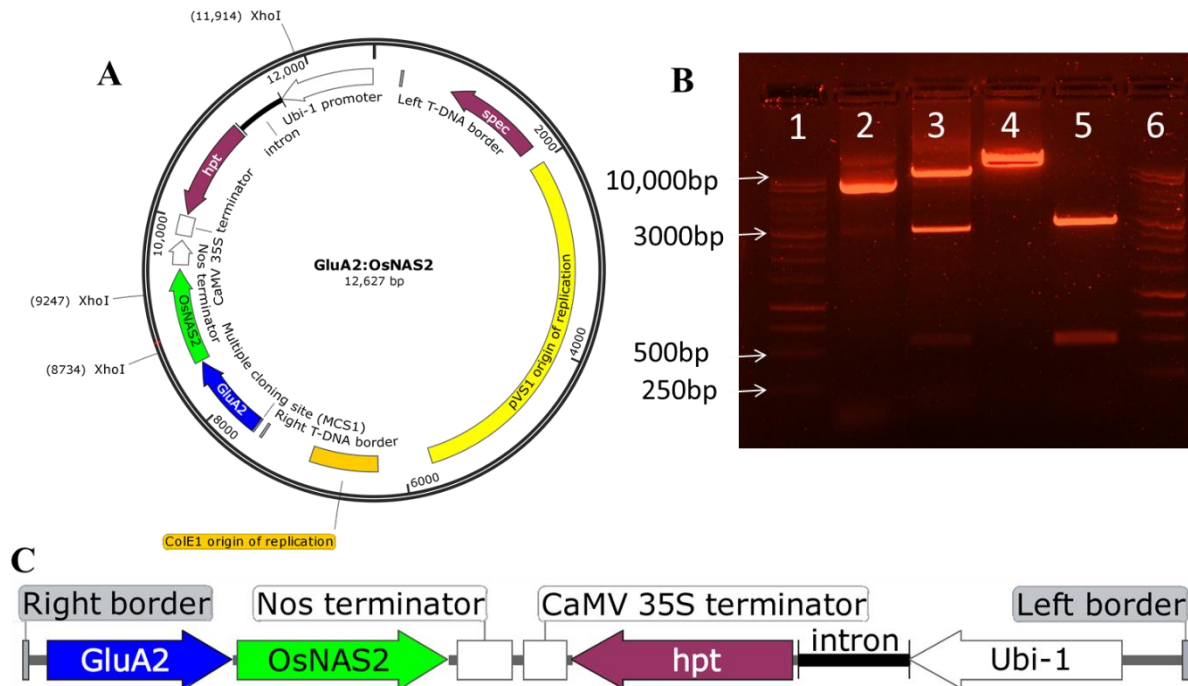 A
(11,914) XhoI
12,000
Ubi-1 promoter
intron
Left T-DNA border
spec
2000
hpt
CaMV 35S terminator
10,000
Nos terminator
(9247) XhoI
OsNAS2
(8734) XhoI
GluA2
8000
Multiple cloning site (MCS1)
Right T-DNA border
GluA2:OsNAS2
12,627 bp
pVS1 origin of replication
4000
6000
ColE1 origin of replication
B
1 2 3 4 5 6
10,000bp
3000bp
500bp
250bp
C
Right border Nos terminator CaMV 35S terminator Left border
GluA2 OsNAS2 hpt intron Ubi-1